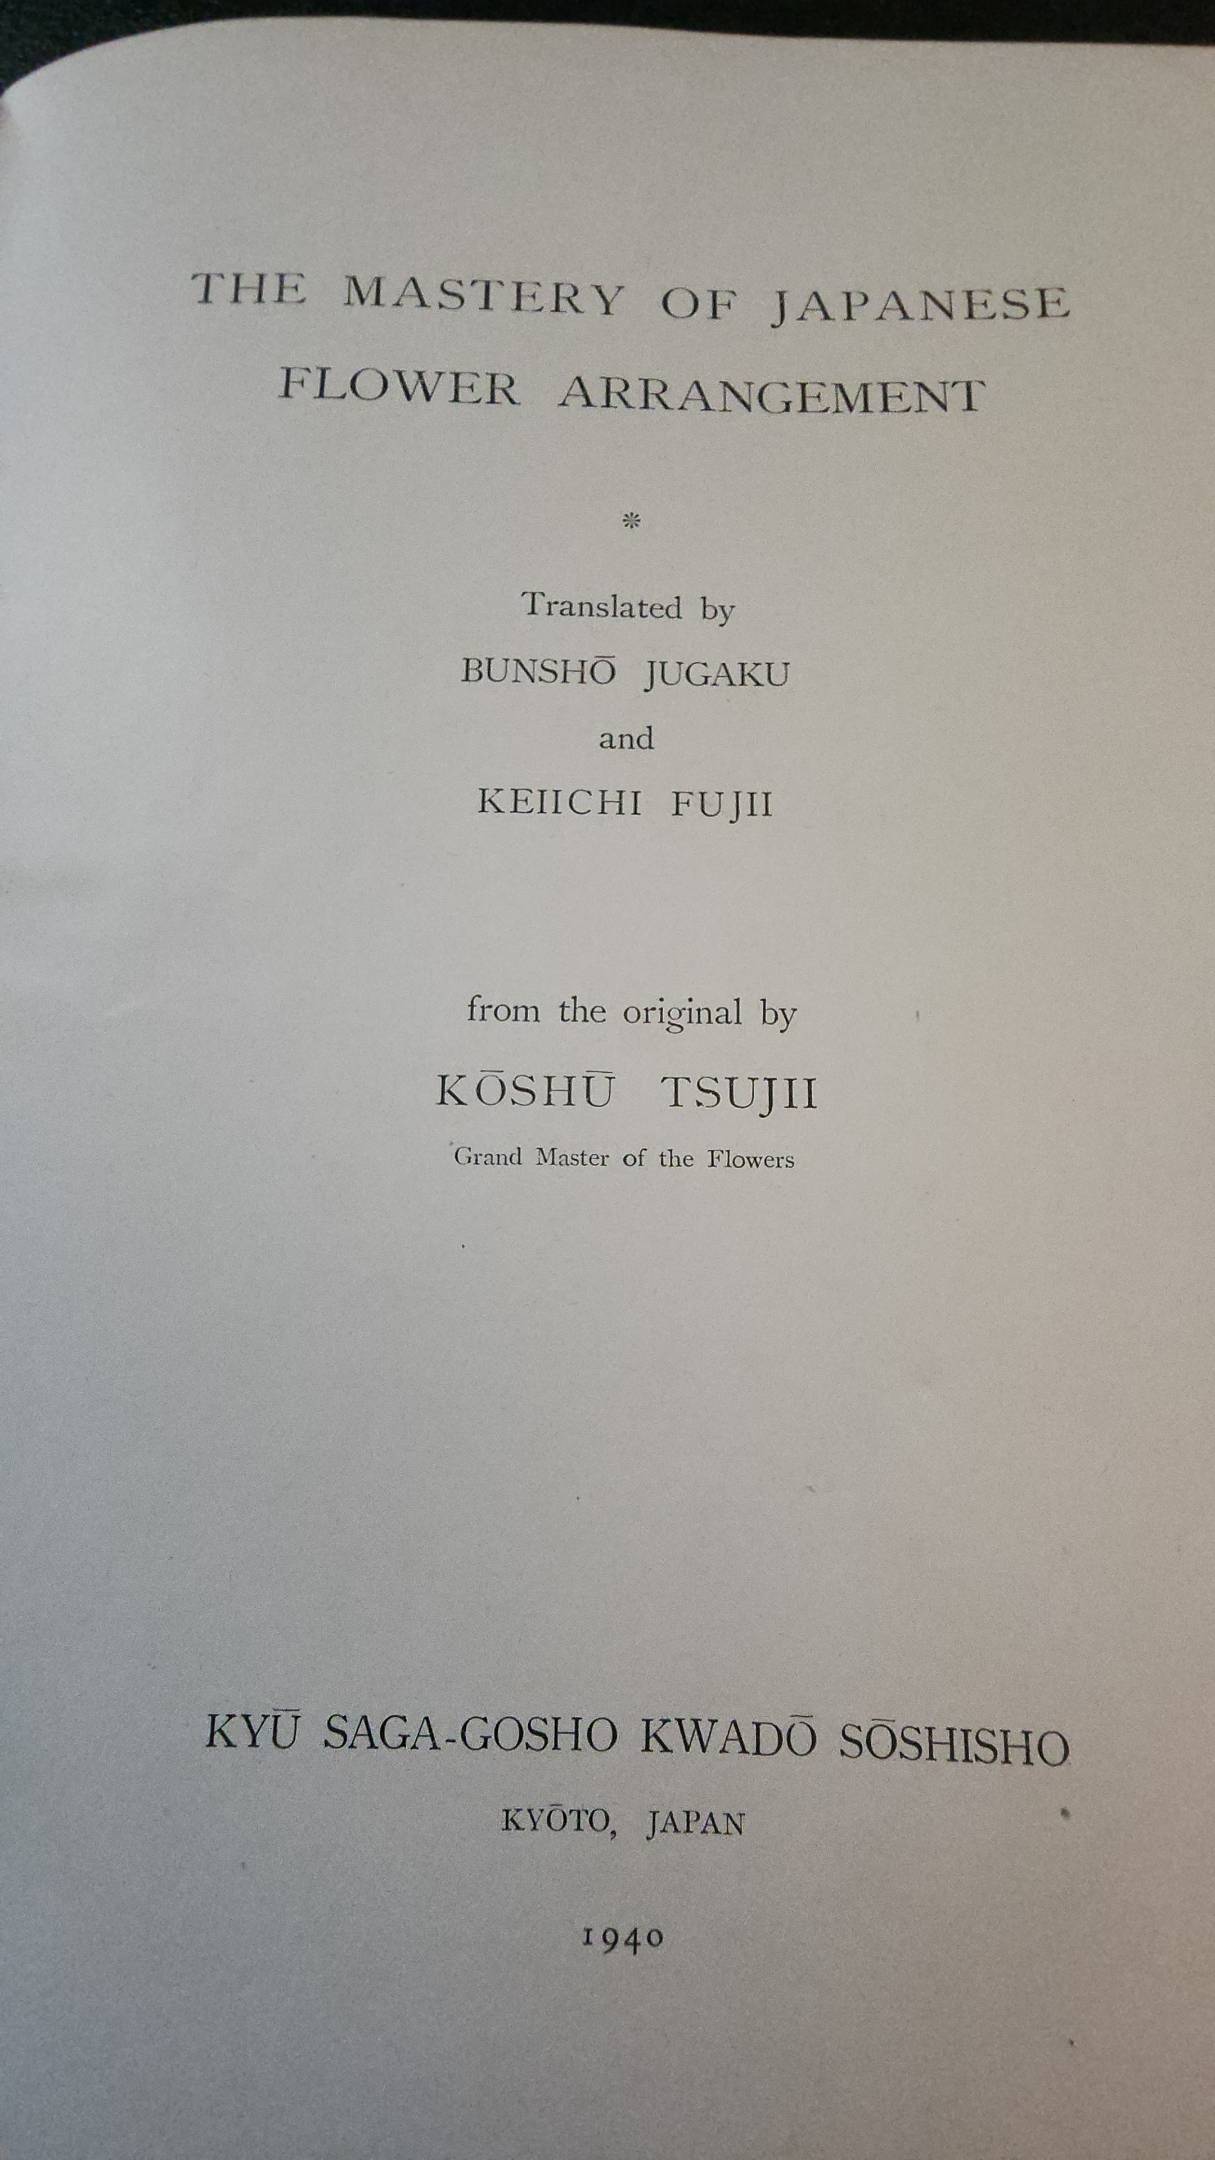 THE MASTERY OF JAPANESE
FLOWER ARRANGEMENT
*
Translated by
BUNSHŌ JUGAKU
and
KEIICHI FUJII
from the original by
KŌSHŪ TSUJII
Grand Master of the Flowers
KYŪ SAGA-GOSHO KWADŌ SŌSHISHO
KYŌTO, JAPAN
1940